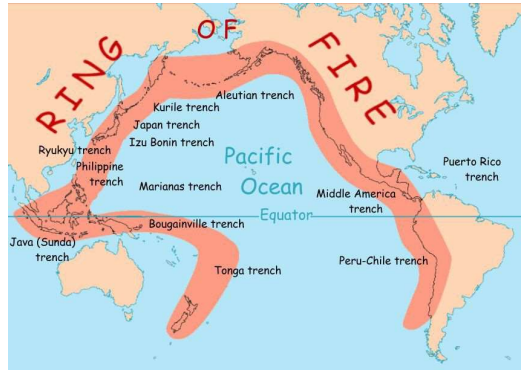 RING OF FIRE
Aleutian trench
Kurile trench
Japan trench
Izu Bonin trench
Ryukyu trench
Philippine
trench
Pacific
Ocean
Puerto Rico
trench
Marianas trench
Middle America
trench
Equator
Bougainville trench
Java (Sunda)
trench
Tonga trench
Peru-Chile trench